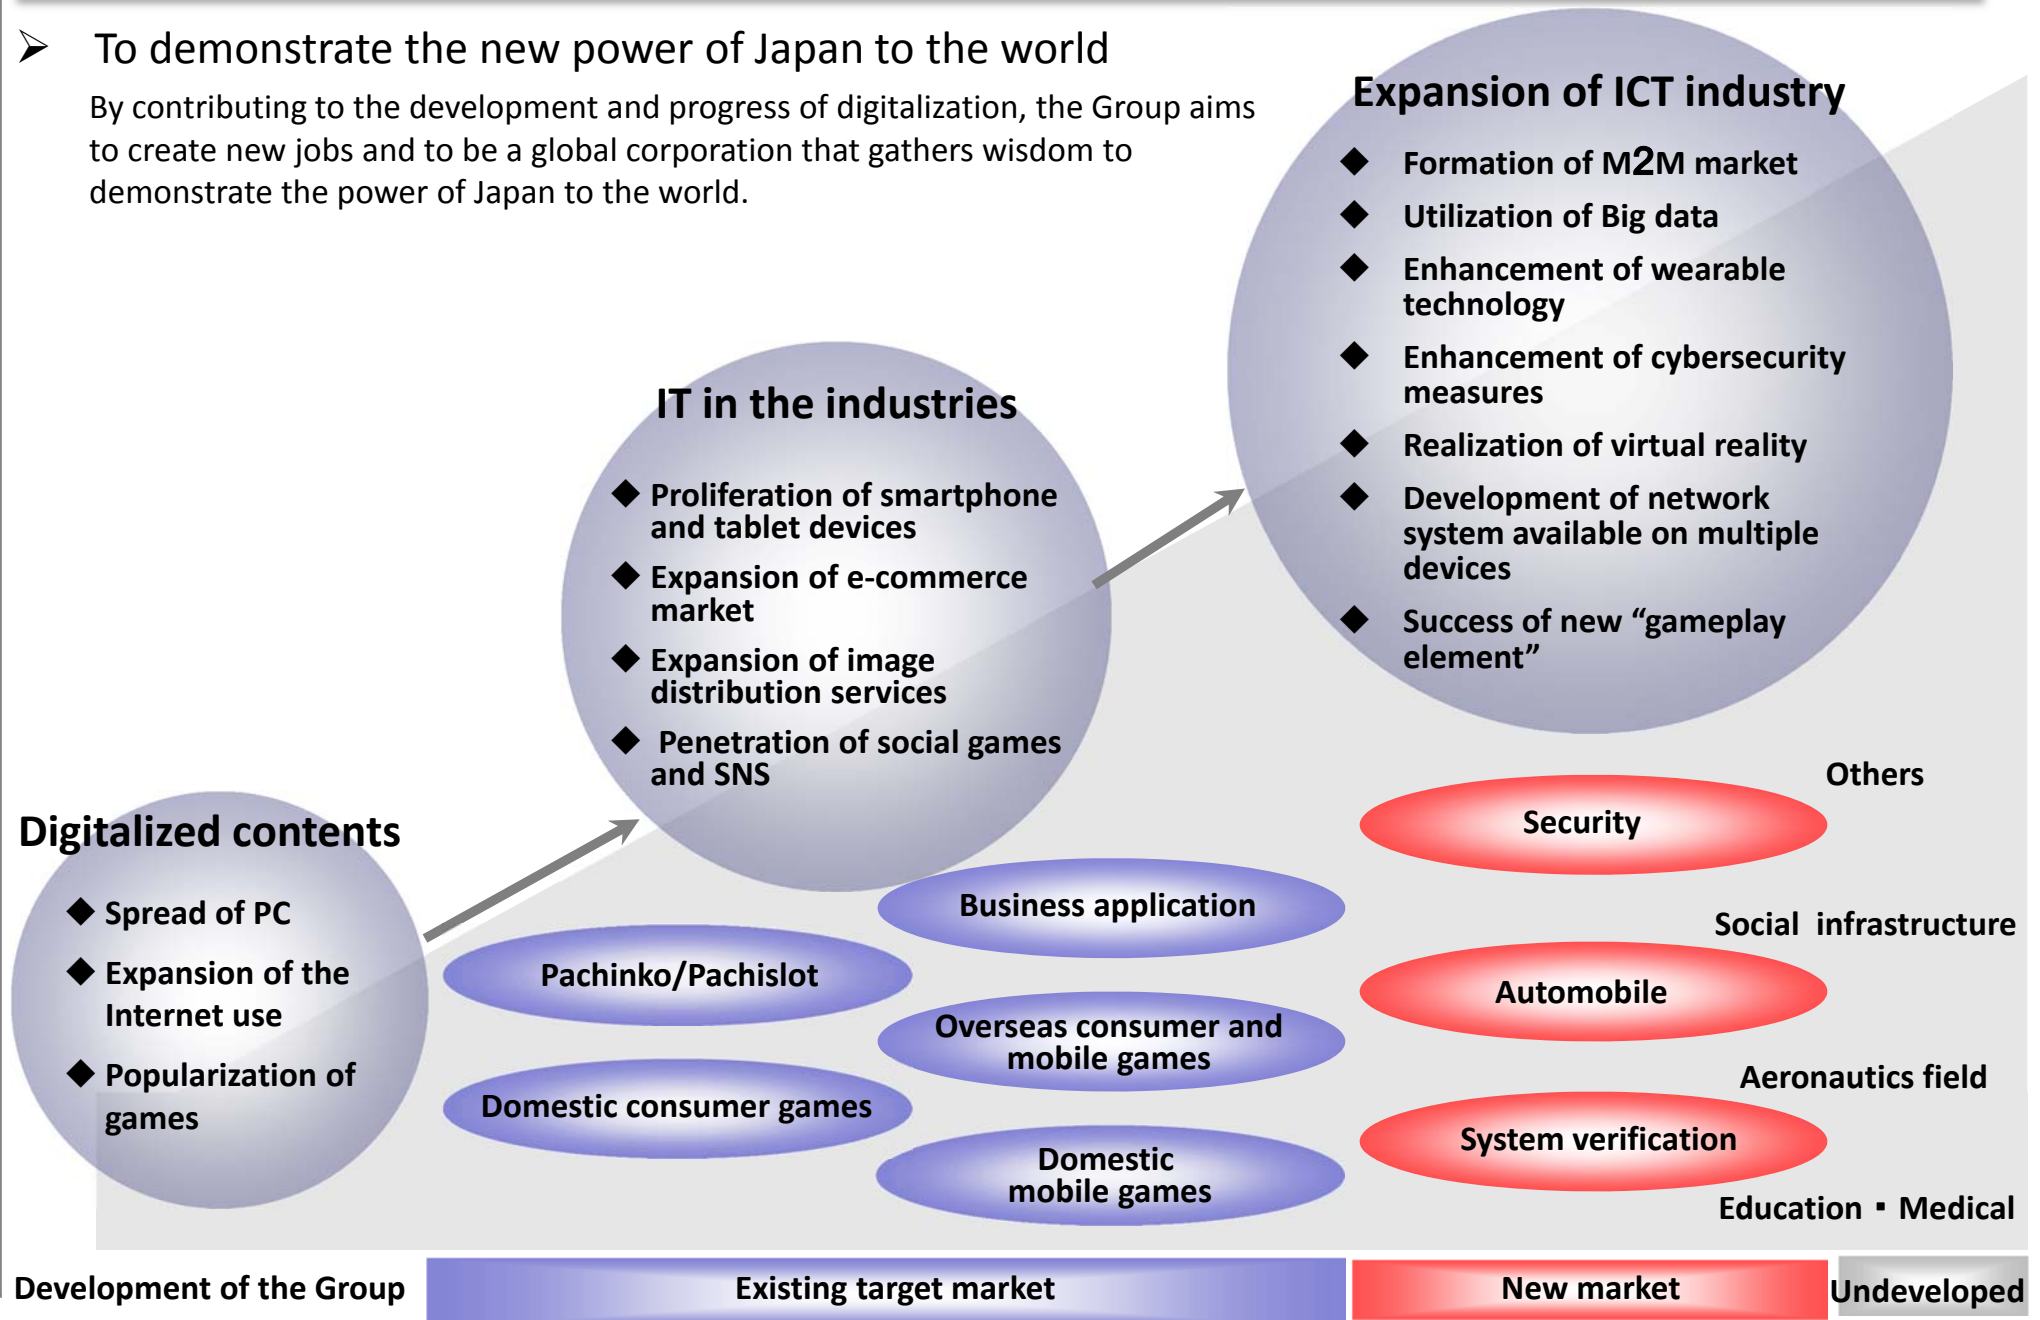 ➢ To demonstrate the new power of Japan to the world
By contributing to the development and progress of digitalization, the Group aims
to create new jobs and to be a global corporation that gathers wisdom to
demonstrate the power of Japan to the world.
Expansion of ICT industry
◆ Formation of M2M market
◆ Utilization of Big data
◆ Enhancement of wearable
technology
◆ Enhancement of cybersecurity
measures
◆ Realization of virtual reality
◆ Development of network
system available on multiple
devices
◆ Success of new “gameplay
element”
IT in the industries
◆ Proliferation of smartphone
and tablet devices
◆ Expansion of e-commerce
market
◆ Expansion of image
distribution services
◆ Penetration of social games
and SNS
Digitalized contents
◆ Spread of PC
◆ Expansion of the
Internet use
◆ Popularization of
games
Pachinko/Pachislot
Domestic consumer games
Business application
Overseas consumer and
mobile games
Domestic
mobile games
Security
Automobile
System verification
Others
Social infrastructure
Aeronautics field
Education ▪ Medical
Development of the Group
Existing target market
New market
Undeveloped